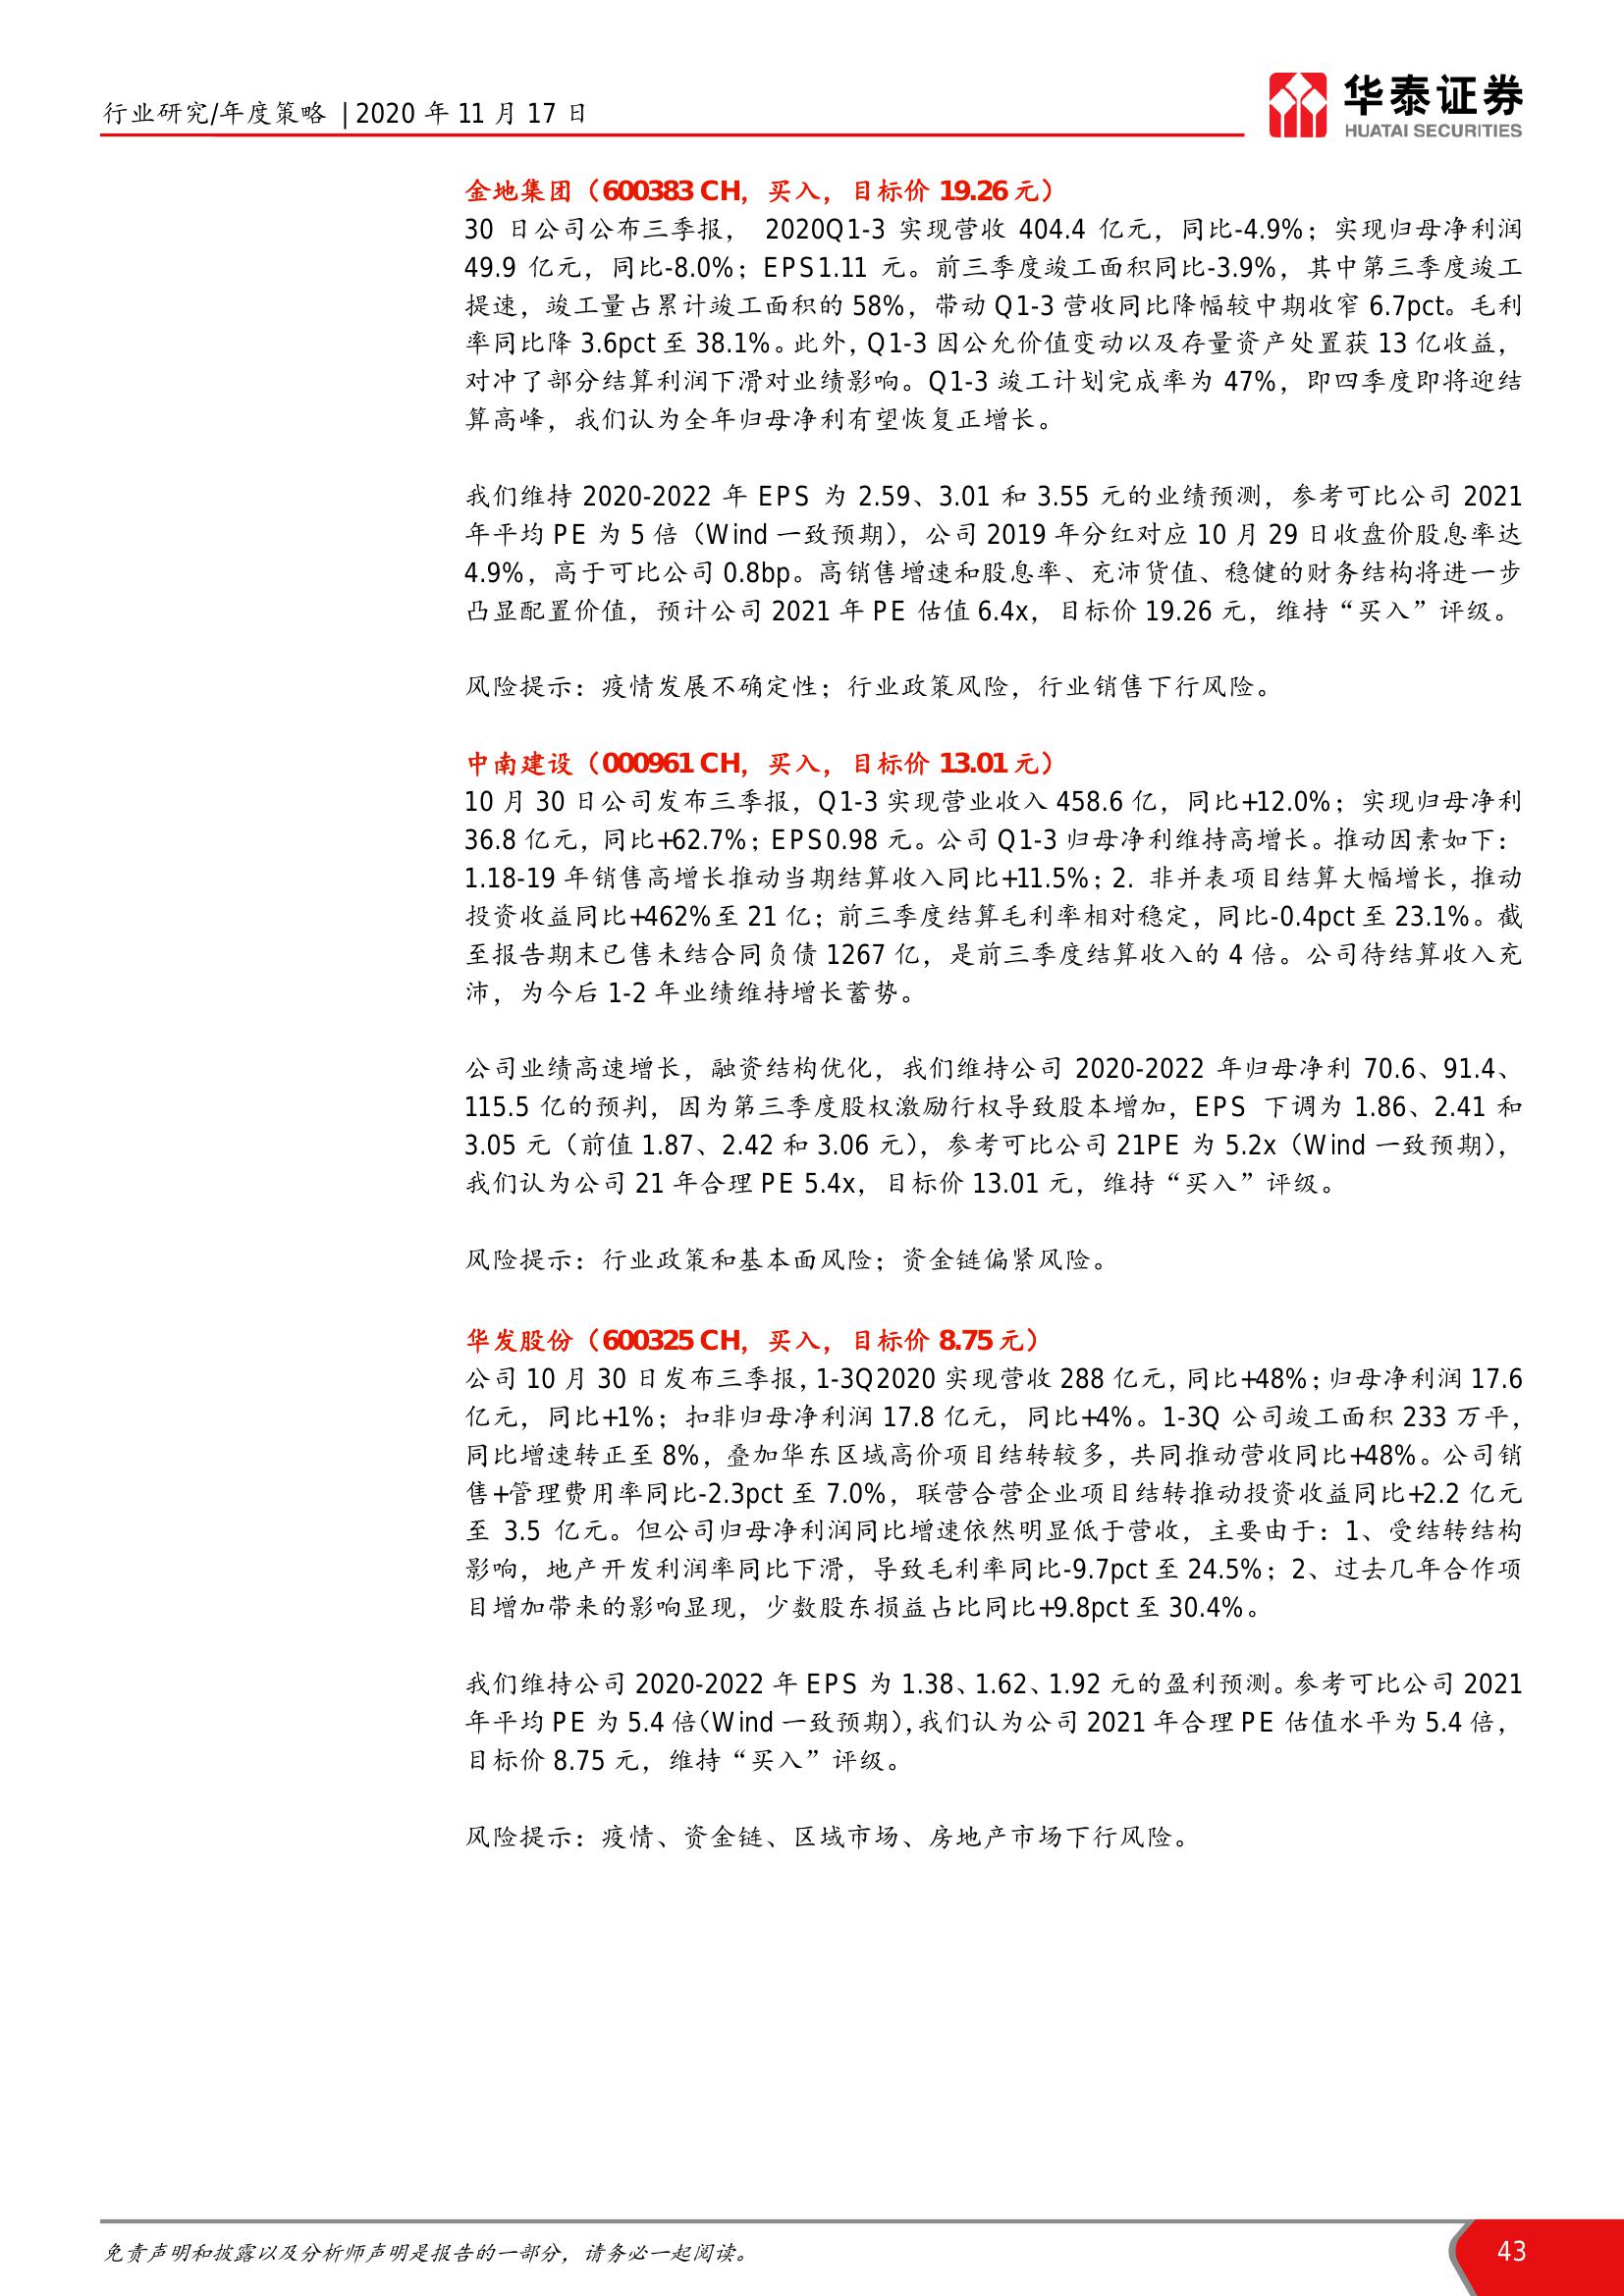 行业研究/年度策略 | 2020 年 11 月 17 日
华泰证券
HUATAI SECURITIES
金地集团（600383 CH，买入，目标价 19.26 元）
30 日公司公布三季报， 2020Q1-3 实现营收 404.4 亿元，同比-4.9%；实现归母净利润
49.9 亿元，同比-8.0%；EPS1.11 元。前三季度竣工面积同比-3.9%，其中第三季度竣工
提速，竣工量占累计竣工面积的 58%，带动 Q1-3 营收同比降幅较中期收窄 6.7pct。毛利
率同比降 3.6pct 至 38.1%。此外，Q1-3 因公允价值变动以及存量资产处置获 13 亿收益，
对冲了部分结算利润下滑对业绩影响。Q1-3 竣工计划完成率为 47%，即四季度即将迎结
算高峰，我们认为全年归母净利有望恢复正增长。
我们维持 2020-2022 年 EPS 为 2.59、3.01 和 3.55 元的业绩预测，参考可比公司 2021
年平均 PE 为 5 倍（Wind 一致预期），公司 2019 年分红对应 10 月 29 日收盘价股息率达
4.9%，高于可比公司 0.8bp。高销售增速和股息率、充沛货值、稳健的财务结构将进一步
凸显配置价值，预计公司 2021 年 PE 估值 6.4x，目标价 19.26 元，维持“买入”评级。
风险提示：疫情发展不确定性；行业政策风险，行业销售下行风险。
中南建设（000961 CH，买入，目标价 13.01 元）
10 月 30 日公司发布三季报，Q1-3 实现营业收入 458.6 亿，同比+12.0%；实现归母净利
36.8 亿元，同比+62.7%；EPS0.98 元。公司 Q1-3 归母净利维持高增长。推动因素如下：
1.18-19 年销售高增长推动当期结算收入同比+11.5%；2. 非并表项目结算大幅增长，推动
投资收益同比+462%至 21 亿；前三季度结算毛利率相对稳定，同比-0.4pct 至 23.1%。截
至报告期末已售未结合同负债 1267 亿，是前三季度结算收入的 4 倍。公司待结算收入充
沛，为今后 1-2 年业绩维持增长蓄势。
公司业绩高速增长，融资结构优化，我们维持公司 2020-2022 年归母净利 70.6、91.4、
115.5 亿的预判，因为第三季度股权激励行权导致股本增加，EPS 下调为 1.86、2.41 和
3.05 元（前值 1.87、2.42 和 3.06 元），参考可比公司 21PE 为 5.2x（Wind 一致预期），
我们认为公司 21 年合理 PE 5.4x，目标价 13.01 元，维持“买入”评级。
风险提示：行业政策和基本面风险；资金链偏紧风险。
华发股份（600325 CH，买入，目标价 8.75 元）
公司 10 月 30 日发布三季报，1-3Q2020 实现营收 288 亿元，同比+48%；归母净利润 17.6
亿元，同比+1%；扣非归母净利润 17.8 亿元，同比+4%。1-3Q 公司竣工面积 233 万平，
同比增速转正至 8%，叠加华东区域高价项目结转较多，共同推动营收同比+48%。公司销
售+管理费用率同比-2.3pct 至 7.0%，联营合营企业项目结转推动投资收益同比+2.2 亿元
至 3.5 亿元。但公司归母净利润同比增速依然明显低于营收，主要由于：1、受结转结构
影响，地产开发利润率同比下滑，导致毛利率同比-9.7pct 至 24.5%；2、过去几年合作项
目增加带来的影响显现，少数股东损益占比同比+9.8pct 至 30.4%。
我们维持公司 2020-2022 年 EPS 为 1.38、1.62、1.92 元的盈利预测。参考可比公司 2021
年平均 PE 为 5.4 倍（Wind 一致预期），我们认为公司 2021 年合理 PE 估值水平为 5.4 倍，
目标价 8.75 元，维持“买入”评级。
风险提示：疫情、资金链、区域市场、房地产市场下行风险。
免责声明和披露以及分析师声明是报告的一部分，请务必一起阅读。
43